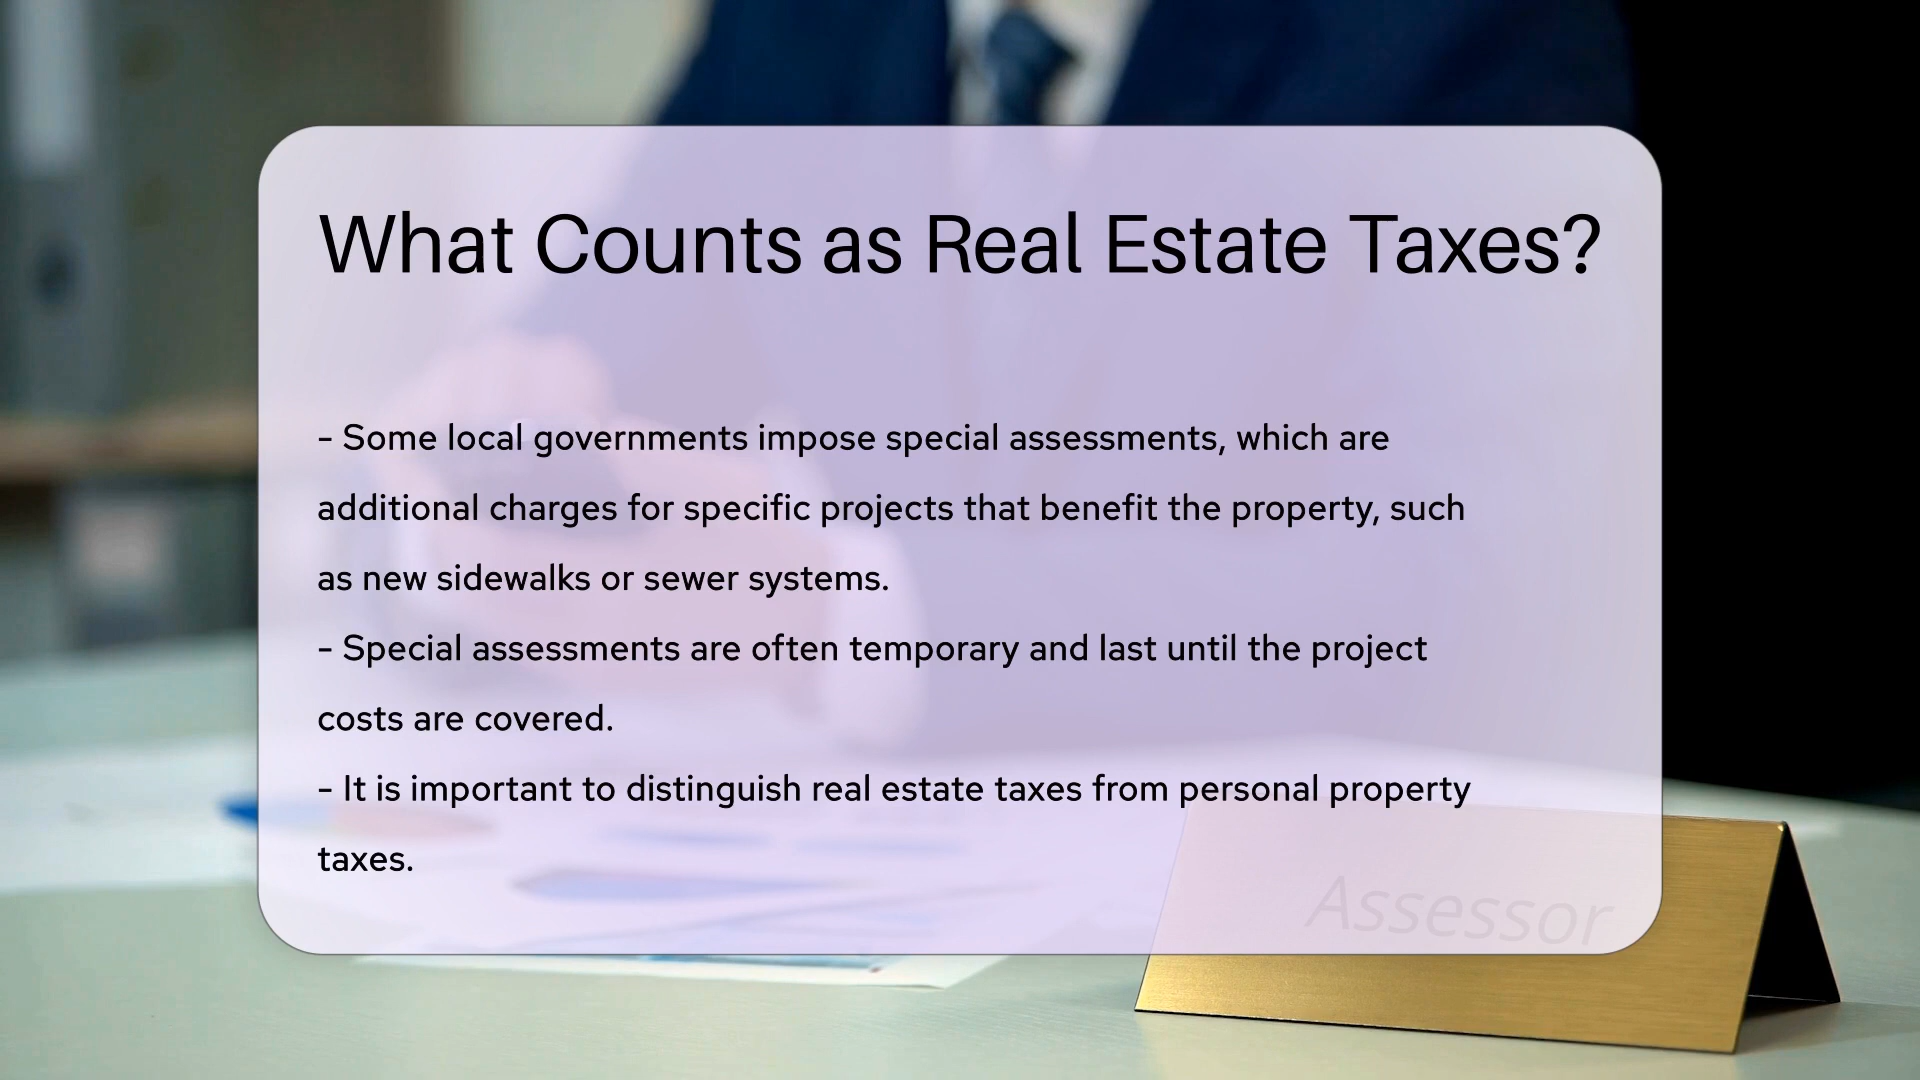 What Counts as Real Estate Taxes?
- Some local governments impose special assessments, which are
additional charges for specific projects that benefit the property, such
as new sidewalks or sewer systems.
- Special assessments are often temporary and last until the project
costs are covered.
- It is important to distinguish real estate taxes from personal property
taxes.
Assessor